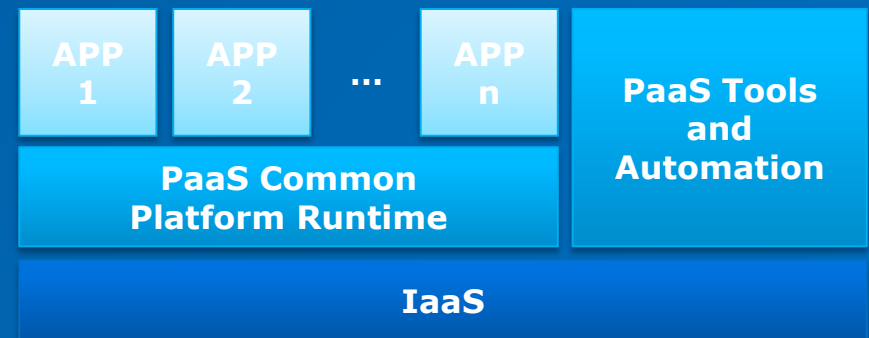 APP
1
APP
2
...
APP
n
PaaS Tools
and
Automation
PaaS Common
Platform Runtime
IaaS